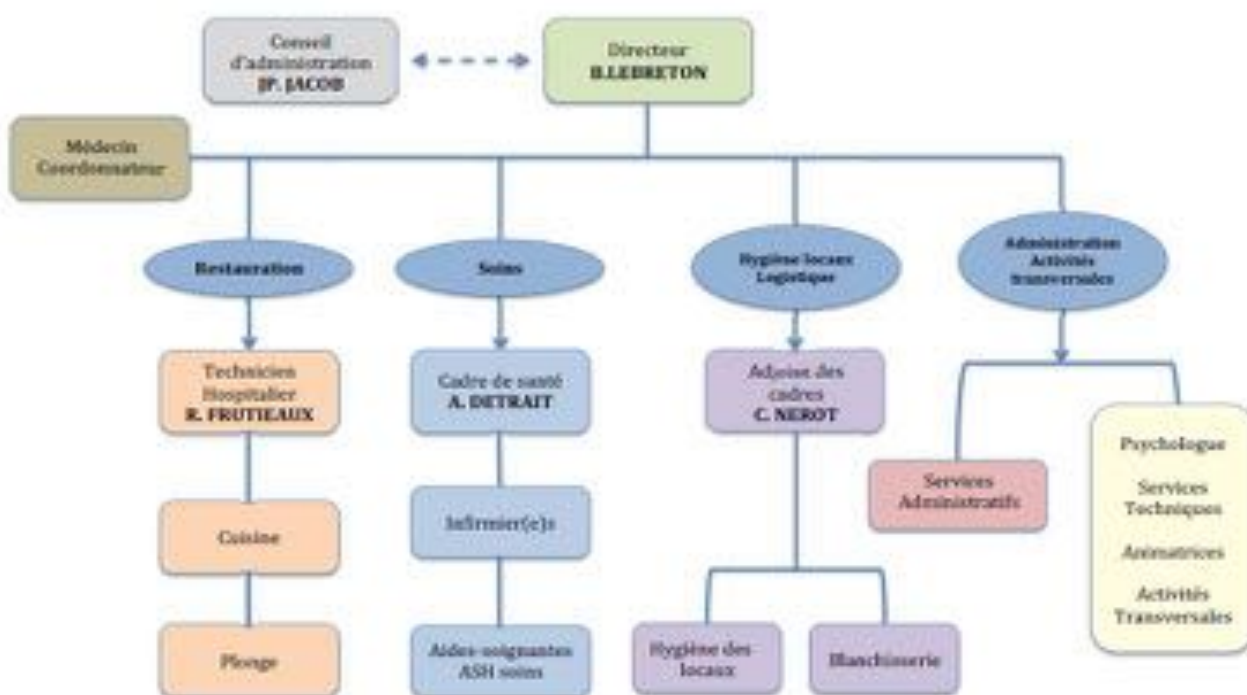 Conseil
d'administration
JP. JACOB
Directeur
B.LEBRETON
Médecin
Coordonnateur
Restauration
Soins
Hygiène locaux
Logistique
Administration
Activités
transversales
Technicien
Hospitalier
R. FRUTIEAUX
Cadre de santé
A. DETRAIT
Adjoint des
cadres
C. NEROT
Services
Administratifs
Psychologue
Services
Techniques
Animatrices
Activités
Transversales
Cuisine
Infirmier(e)s
Plonge
Aides-soignantes
ASH soins
Hygiène des
locaux
Blanchisserie